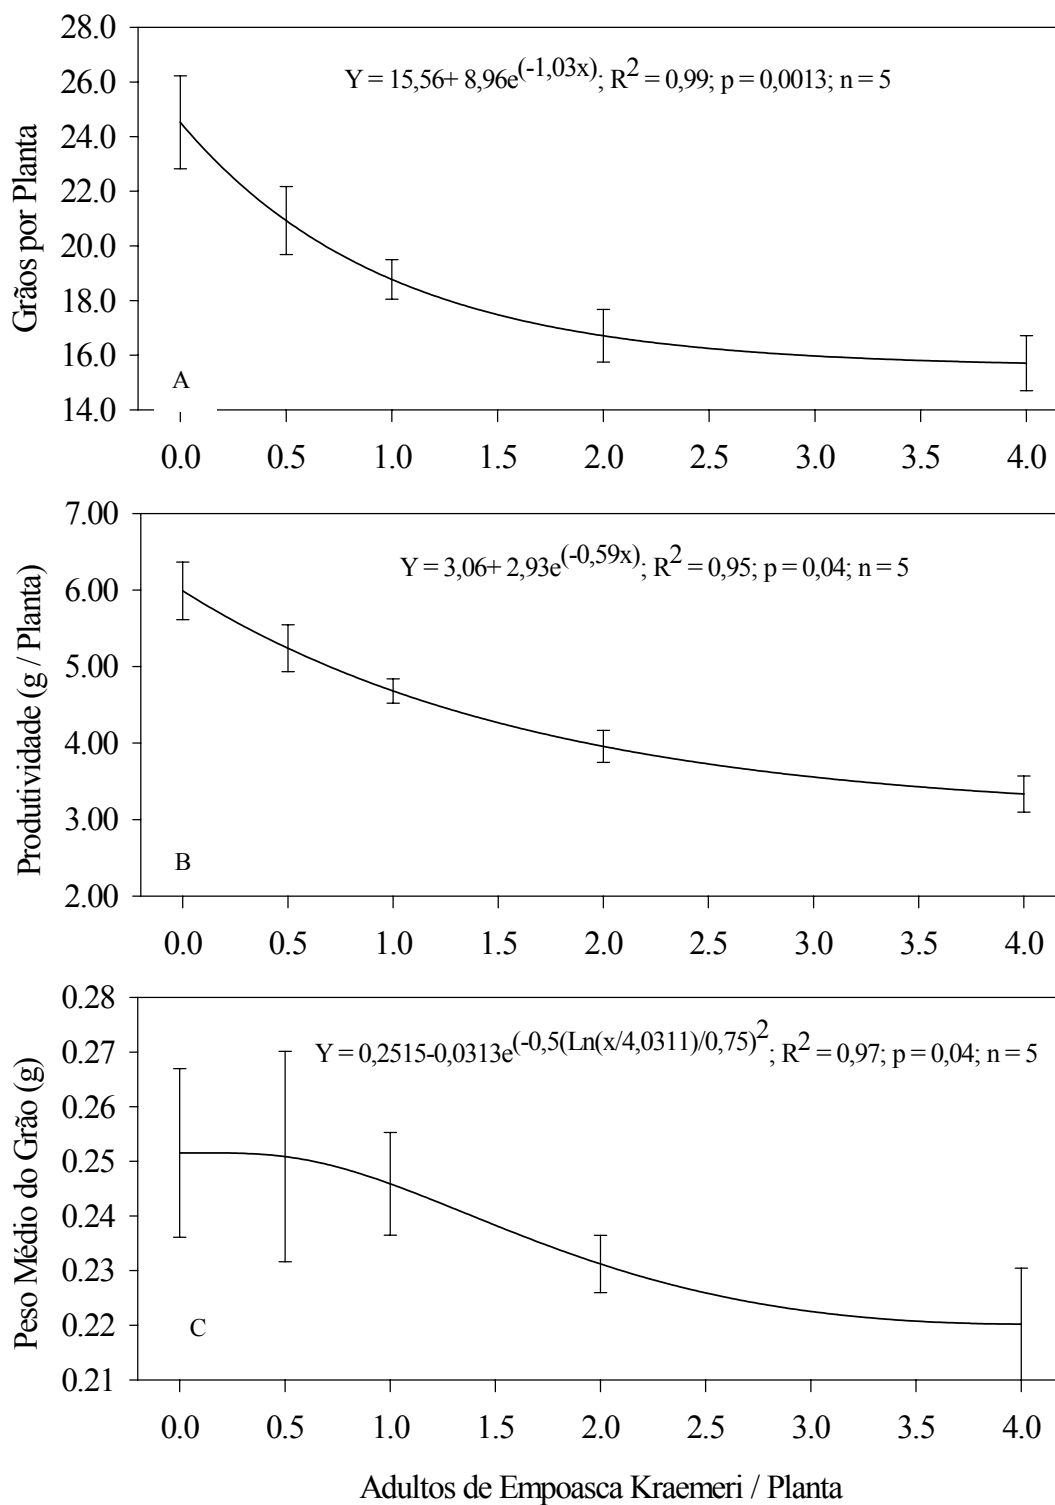 28.0
Y = 15,56+ 8,96e(-1,03x); R2 = 0,99; p = 0,0013; n = 5
26.0
24.0
22.0
20.0
18.0
16.0
14.0
Grãos por Planta
A
0.0 0.5 1.0 1.5 2.0 2.5 3.0 3.5 4.0
7.00
Y = 3,06+ 2,93e(-0,59x); R2 = 0,95; p = 0,04; n = 5
6.00
5.00
4.00
3.00
2.00
Produtividade (g / Planta)
B
0.0 0.5 1.0 1.5 2.0 2.5 3.0 3.5 4.0
0.28
Y = 0,2515-0,0313e(-0,5(Ln(x/4,0311)/0,75)2; R2 = 0,97; p = 0,04; n = 5
0.27
0.26
0.25
0.24
0.23
0.22
0.21
Peso Médio do Grão (g)
C
0.0 0.5 1.0 1.5 2.0 2.5 3.0 3.5 4.0
Adultos de Empoasca Kraemeri / Planta